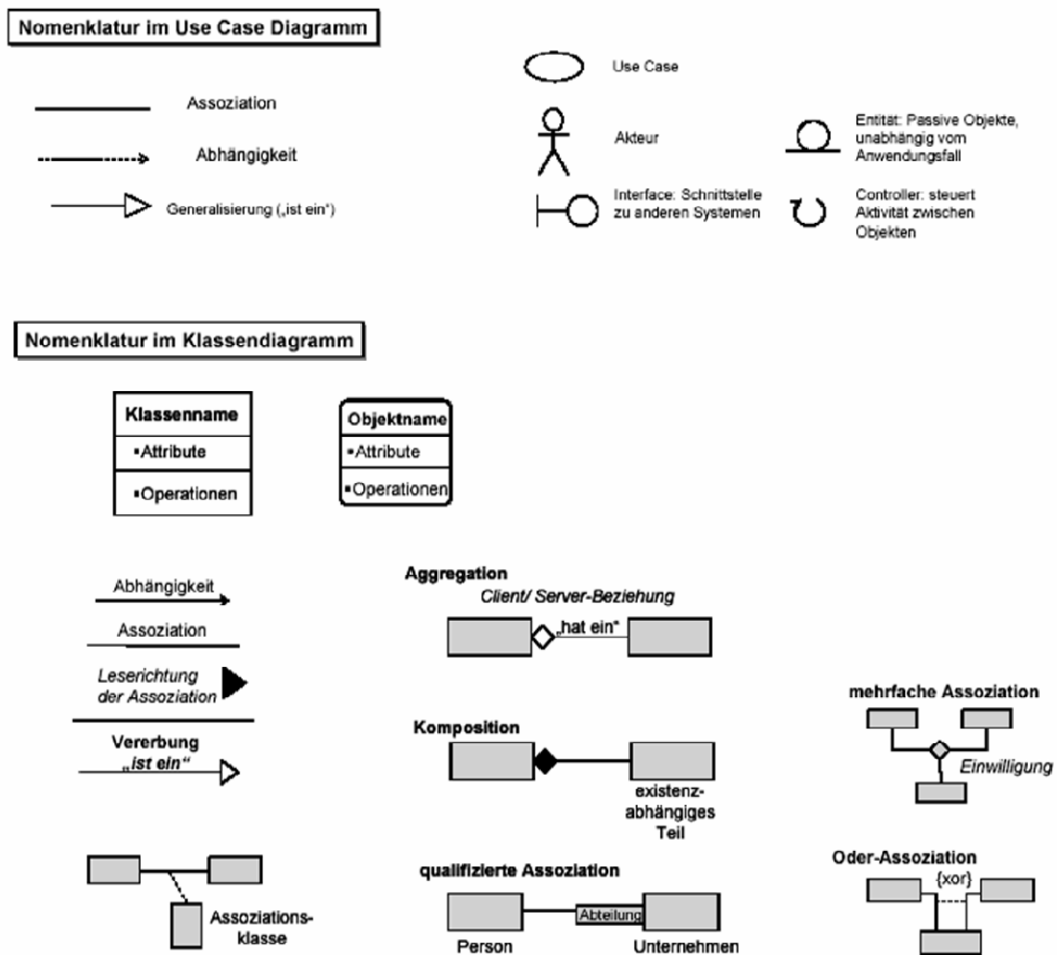 Nomenklatur im Use Case Diagramm
Assoziation
Abhängigkeit
Generalisierung („ist ein“)
Use Case
Akteur
Interface: Schnittstelle
zu anderen Systemen
Entität: Passive Objekte,
unabhängig vom
Anwendungsfall
Controller: steuert
Aktivität zwischen
Objekten
Nomenklatur im Klassendiagramm
Klassenname
▪Attribute
▪Operationen
Objektname
▪Attribute
▪Operationen
Abhängigkeit
Assoziation
Leserichtung
der Assoziation
Vererbung
„ist ein“
Assoziations-
klasse
Aggregation
Client/ Server-Beziehung
„hat ein“
Komposition
existenz-
abhängiges
Teil
qualifizierte Assoziation
Abteilung
Person
Unternehmen
mehrfache Assoziation
Einwilligung
Oder-Assoziation
{xor}